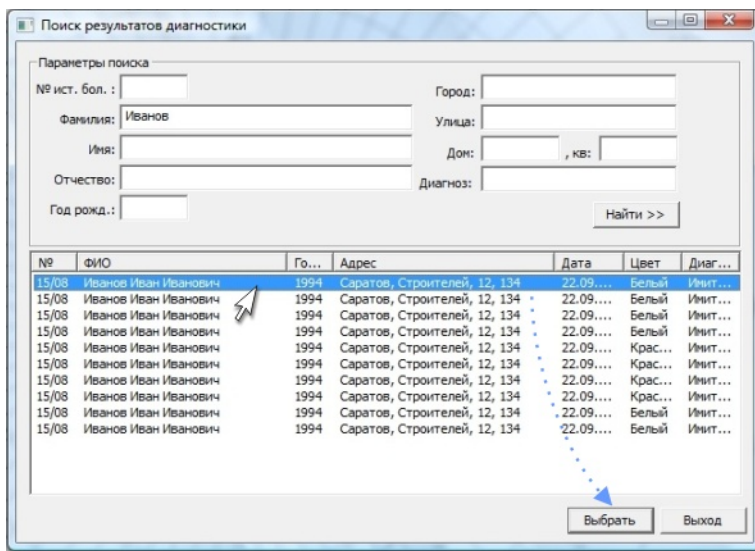 Поиск результатов диагностики
Параметры поиска
№ ист. бол. :
Город:
Фамилия: Иванов
Улица:
Имя:
Дом: , кв:
Отчество:
Диагноз:
Год рожд.:
Найти >>
№ ФИО Го... Адрес Дата Цвет Диаг...
15/08 Иванов Иван Иванович 1994 Саратов, Строителей, 12, 134 22.09.... Белый Имит...
15/08 Иванов Иван Иванович 1994 Саратов, Строителей, 12, 134 22.09.... Белый Имит...
15/08 Иванов Иван Иванович 1994 Саратов, Строителей, 12, 134 22.09.... Белый Имит...
15/08 Иванов Иван Иванович 1994 Саратов, Строителей, 12, 134 22.09.... Белый Имит...
15/08 Иванов Иван Иванович 1994 Саратов, Строителей, 12, 134 22.09.... Крас... Имит...
15/08 Иванов Иван Иванович 1994 Саратов, Строителей, 12, 134 22.09.... Крас... Имит...
15/08 Иванов Иван Иванович 1994 Саратов, Строителей, 12, 134 22.09.... Крас... Имит...
15/08 Иванов Иван Иванович 1994 Саратов, Строителей, 12, 134 22.09.... Крас... Имит...
15/08 Иванов Иван Иванович 1994 Саратов, Строителей, 12, 134 22.09.... Белый Имит...
15/08 Иванов Иван Иванович 1994 Саратов, Строителей, 12, 134 22.09.... Белый Имит...
Выбрать Выход